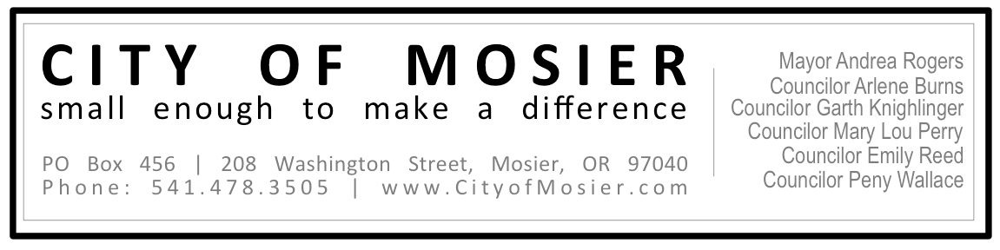 CITY OF MOSIER
small enough to make a difference
PO Box 456 | 208 Washington Street, Mosier, OR 97040
Phone: 541.478.3505 | www.CityofMosier.com
Mayor Andrea Rogers
Councilor Arlene Burns
Councilor Garth Knighlinger
Councilor Mary Lou Perry
Councilor Emily Reed
Councilor Peny Wallace